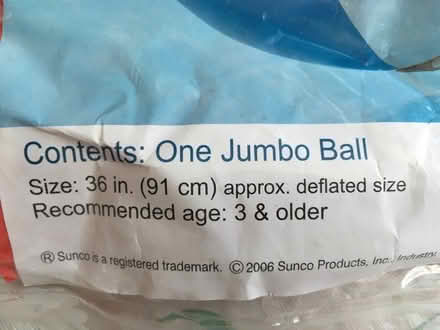 Contents: One Jumbo Ball
Size: 36 in. (91 cm) approx. deflated size
Recommended age: 3 & older
® Sunco is a registered trademark. © 2006 Sunco Products, Inc., Industry,